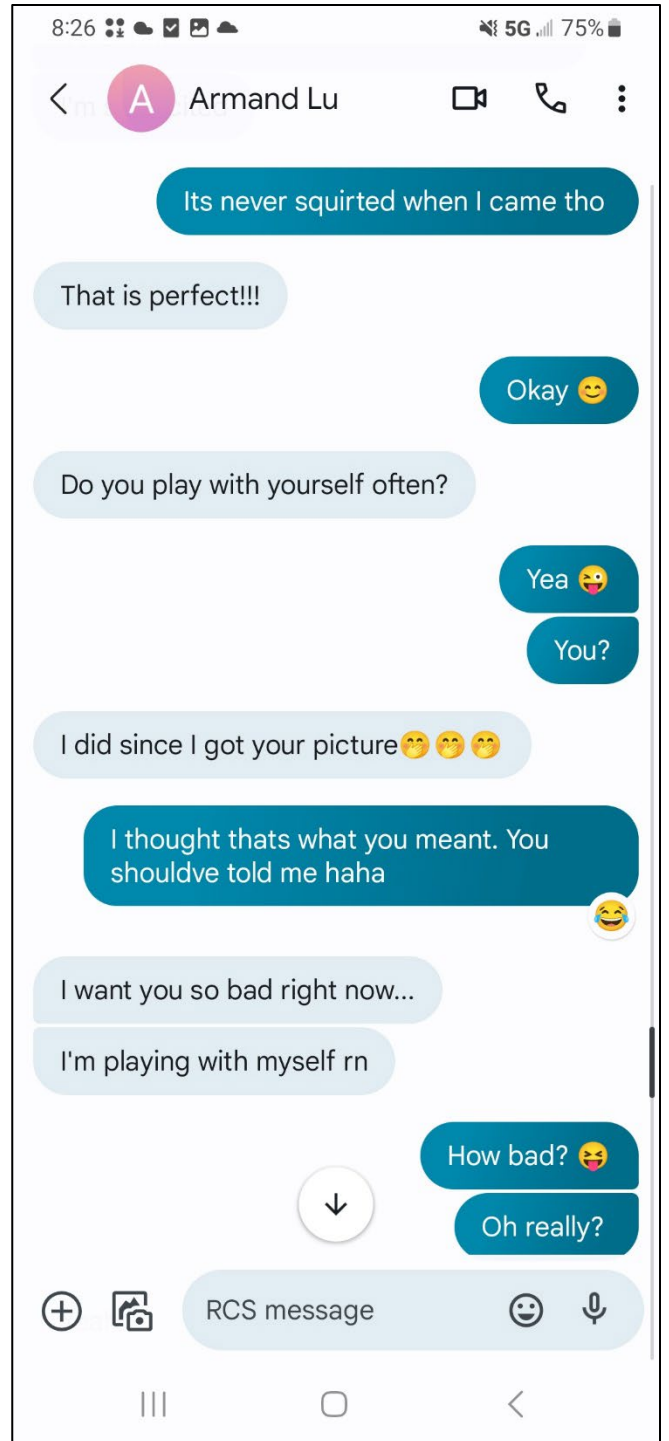 8:26 5G 75%
A Armand Lu
Its never squirted when I came tho
That is perfect!!!
Okay 😊
Do you play with yourself often?
Yea 😜
You?
I did since I got your picture🤭🤭🤭
I thought thats what you meant. You
shouldve told me haha
😂
I want you so bad right now...
I'm playing with myself rn
How bad? 😝
Oh really?
RCS message